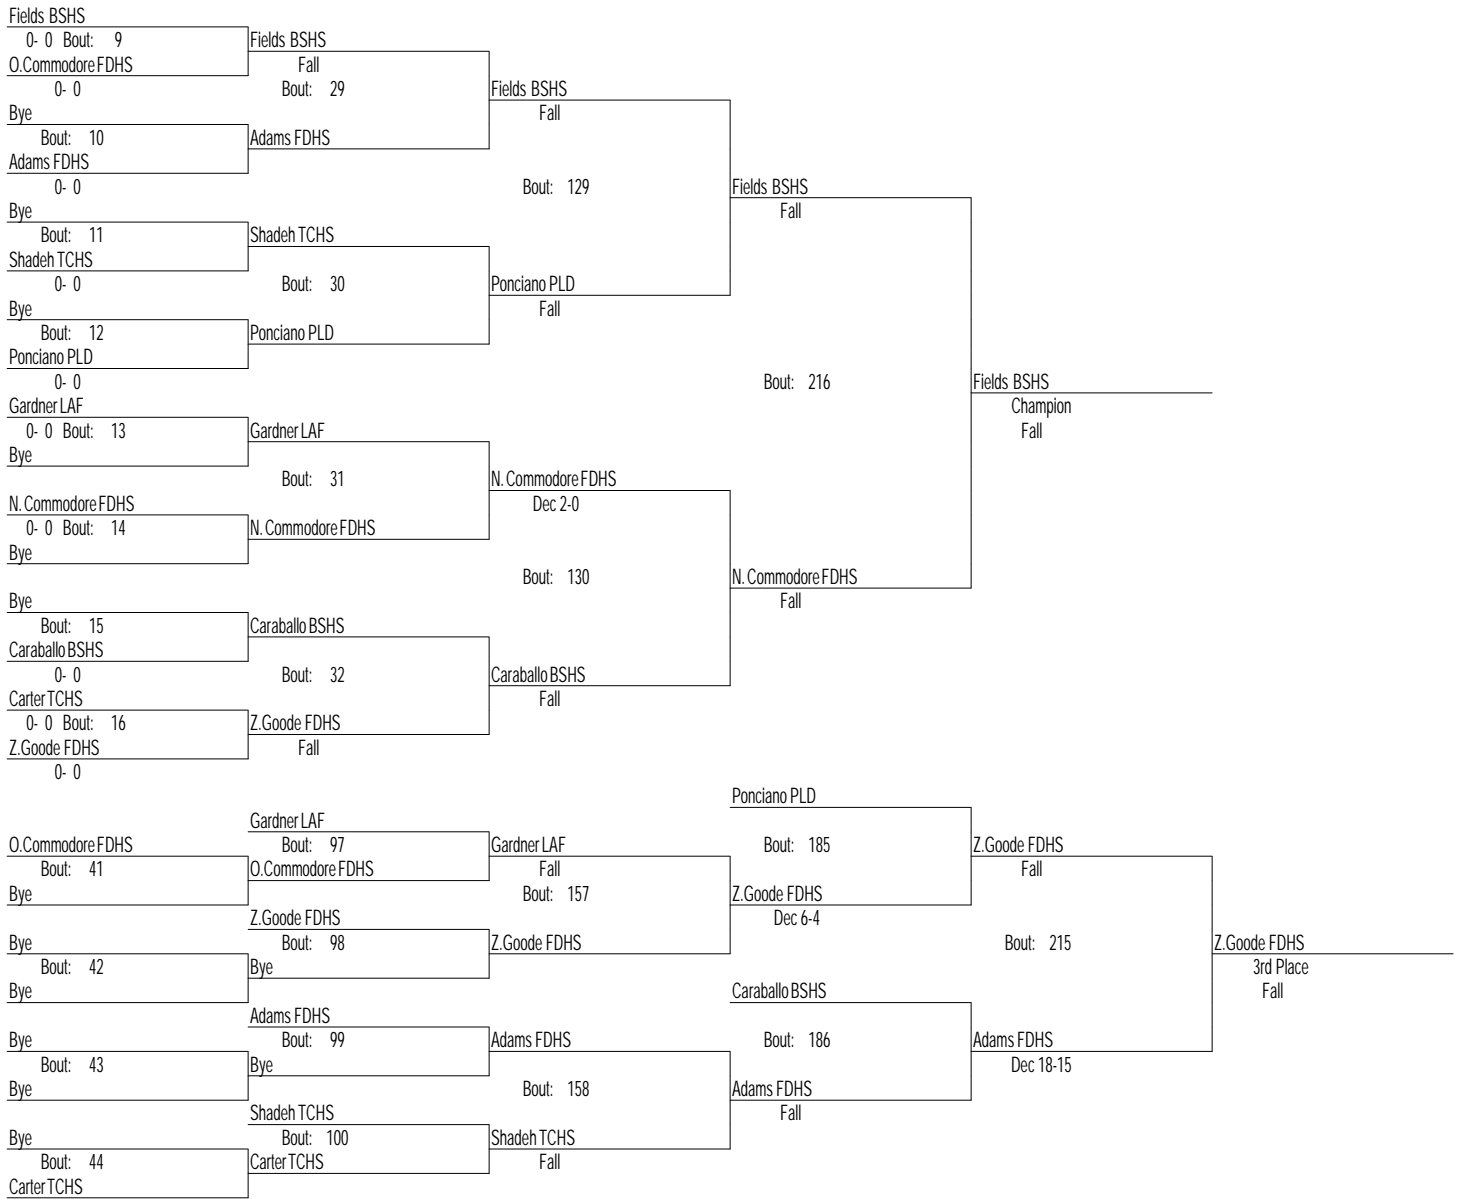 Fields BSHS
0- 0 Bout: 9
Fields BSHS
O.Commodore FDHS
Fall
0- 0
Bout: 29
Fields BSHS
Bye
Fall
Bout: 10
Adams FDHS
Adams FDHS
0- 0
Bout: 129
Fields BSHS
Bye
Fall
Bout: 11
Shadeh TCHS
Shadeh TCHS
0- 0
Bout: 30
Ponciano PLD
Bye
Fall
Bout: 12
Ponciano PLD
Ponciano PLD
0- 0
Bout: 216
Fields BSHS
Gardner LAF
Champion
0- 0 Bout: 13
Gardner LAF
Fall
Bye
Bout: 31
N. Commodore FDHS
N. Commodore FDHS
Dec 2-0
0- 0 Bout: 14
N. Commodore FDHS
Bye
Bout: 130
N. Commodore FDHS
Bye
Fall
Bout: 15
Caraballo BSHS
Caraballo BSHS
0- 0
Bout: 32
Caraballo BSHS
Carter TCHS
Fall
0- 0 Bout: 16
Z.Goode FDHS
Z.Goode FDHS
Fall
0- 0
Ponciano PLD
Gardner LAF
O.Commodore FDHS
Bout: 97
Gardner LAF
Bout: 185
Z.Goode FDHS
Bout: 41
O.Commodore FDHS
Fall
Fall
Bye
Bout: 157
Z.Goode FDHS
Z.Goode FDHS
Dec 6-4
Bye
Bout: 98
Z.Goode FDHS
Bout: 215
Z.Goode FDHS
Bout: 42
Bye
3rd Place
Bye
Caraballo BSHS
Fall
Adams FDHS
Bye
Bout: 99
Adams FDHS
Bout: 186
Adams FDHS
Bout: 43
Bye
Dec 18-15
Bye
Bout: 158
Adams FDHS
Shadeh TCHS
Fall
Bye
Bout: 100
Shadeh TCHS
Bout: 44
Carter TCHS
Fall
Carter TCHS